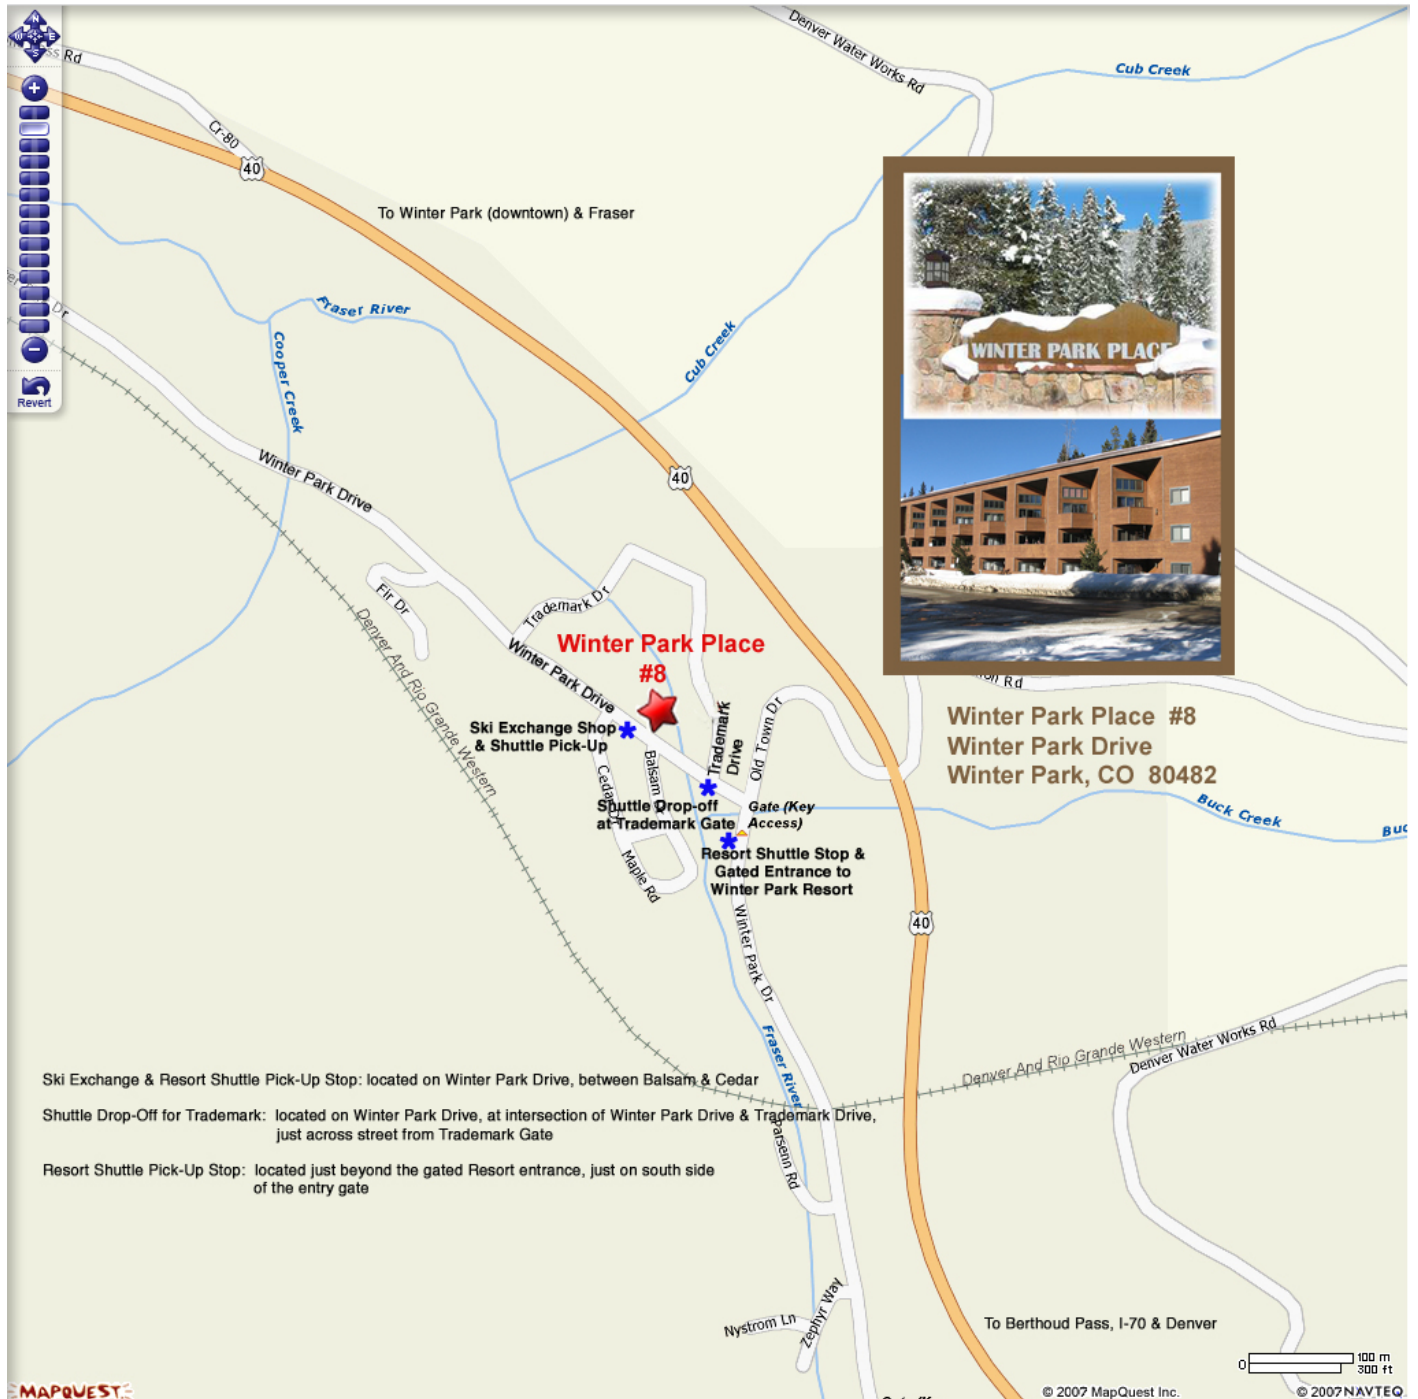 N
W
E
S
ss Rd
Denver Water Works Rd
Cub Creek
Cr-80
40
To Winter Park (downtown) & Fraser
Dr
Fraser River
Cooper Creek
Cub Creek
Revert
WINTER PARK PLACE
Winter Park Drive
40
Fir Dr
Trademark Dr
Denver And Rio Grande Western
Winter Park Place
#8
Winter Park Drive
on Rd
Ski Exchange Shop
& Shuttle Pick-Up
Trademark
Drive
Old Town Dr
Winter Park Place #8
Winter Park Drive
Winter Park, CO 80482
Balsam
Cedar Dr
Shuttle Drop-off
at Trademark Gate
Gate (Key
Access)
Buck Creek
Buc
Resort Shuttle Stop &
Gated Entrance to
Winter Park Resort
Maple Rd
Winter Park Dr
40
Fraser River
Denver And Rio Grande Western
Denver Water Works Rd
Ski Exchange & Resort Shuttle Pick-Up Stop: located on Winter Park Drive, between Balsam & Cedar
Shuttle Drop-Off for Trademark: located on Winter Park Drive, at intersection of Winter Park Drive & Trademark Drive,
just across street from Trademark Gate
Parsenn Rd
Resort Shuttle Pick-Up Stop: located just beyond the gated Resort entrance, just on south side
of the entry gate
Nystrom Ln
Zephyr Way
To Berthoud Pass, I-70 & Denver
0
100 m
300 ft
MAPQUEST
© 2007 MapQuest Inc.
© 2007 NAVTEQ